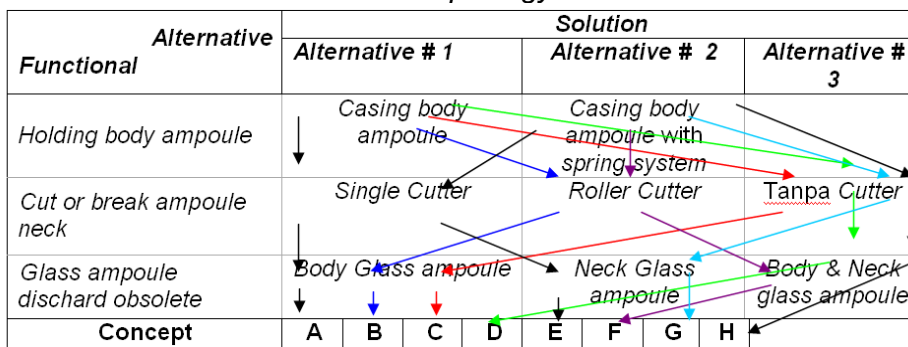 Alternative
Functional
Solution
Alternative # 1
Alternative # 2
Alternative #
3
Holding body ampoule
Casing body
ampoule
Casing body
ampoule with
spring system
Cut or break ampoule
neck
Single Cutter
Roller Cutter
Tanpa Cutter
Glass ampoule
dischard obsolete
Body Glass ampoule
Neck Glass
ampoule
Body & Neck
glass ampoule
Concept
A B C D E F G H